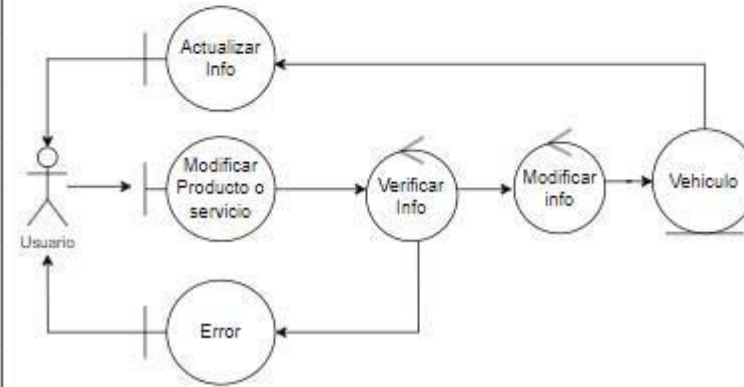 Actualizar
Info
Modificar
Producto o
servicio
Verificar
Info
Modificar
info
Vehiculo
Usuario
Error